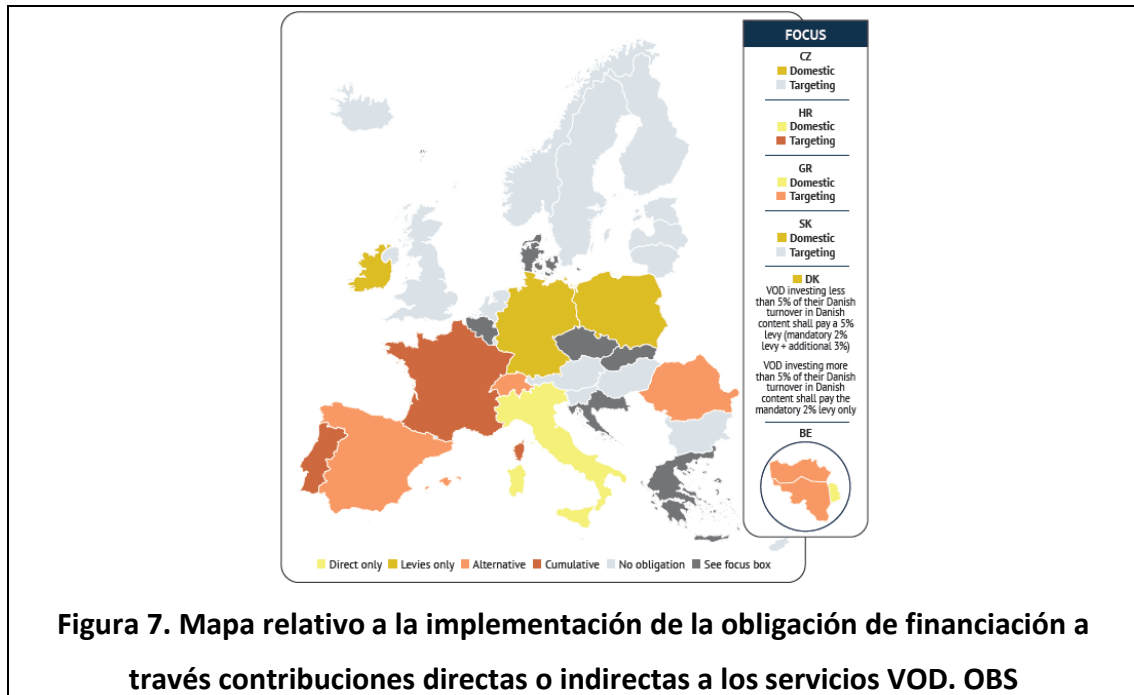 FOCUS
CZ
Domestic
Targeting
HR
Domestic
Targeting
GR
Domestic
Targeting
SK
Domestic
Targeting
DK
VOD investing less
than 5% of their Danish
turnover in Danish
content shall pay a 5%
levy (mandatory 2%
levy + additional 3%)
VOD investing more
than 5% of their Danish
turnover in Danish
content shall pay the
mandatory 2% levy only
BE
Direct only Levies only Alternative Cumulative No obligation See focus box
Figura 7. Mapa relativo a la implementación de la obligación de financiación a
través contribuciones directas o indirectas a los servicios VOD. OBS